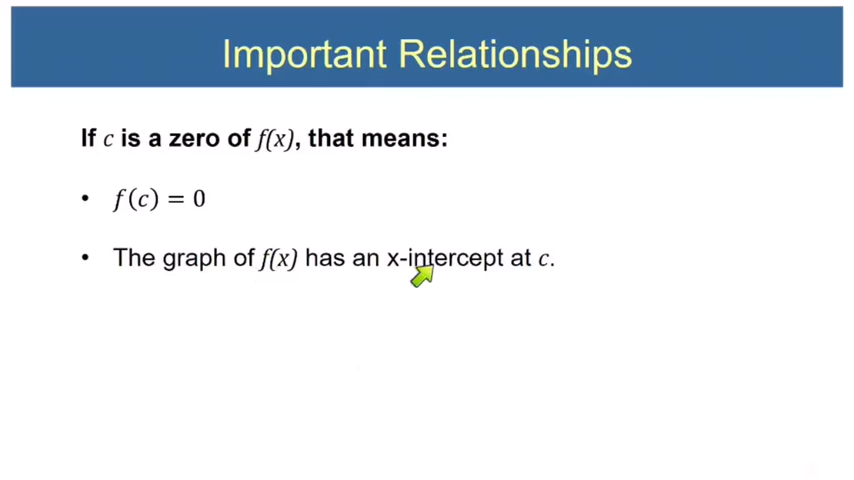 Important Relationships
If c is a zero of f(x), that means:
• f(c) = 0
• The graph of f(x) has an x-intercept at c.